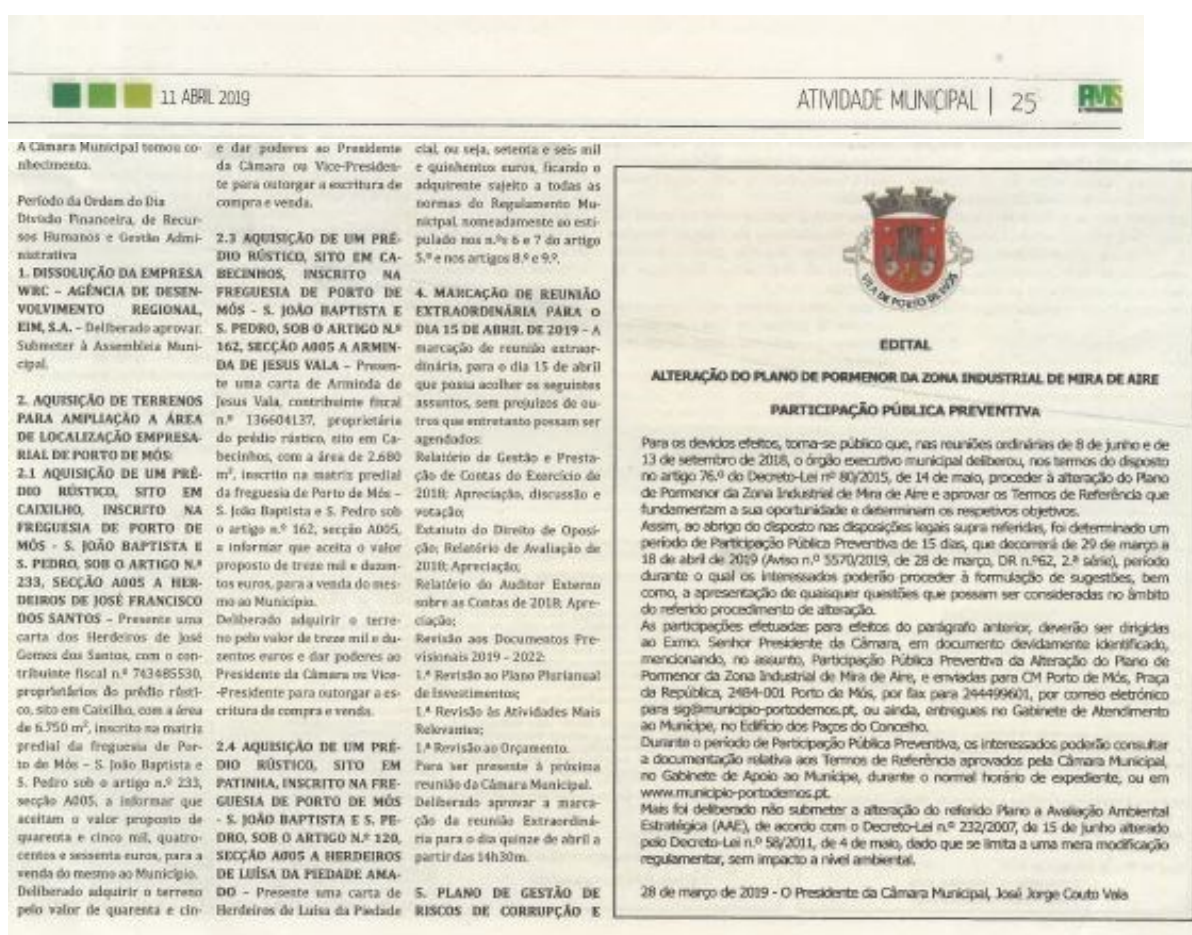 11 ABRIL 2019
ATIVIDADE MUNICIPAL | 25
A Câmara Municipal tomou co-
nhecimento.
Período da Ordem do Dia
Divisão Financeira, de Recur-
sos Humanos e Gestão Admi-
nistrativa
1. DISSOLUÇÃO DA EMPRESA
WRC – AGÊNCIA DE DESEN-
VOLVIMENTO REGIONAL,
EIM, S.A. – Deliberado aprovar.
Submeter à Assembleia Muni-
cipal.
2. AQUISIÇÃO DE TERRENOS
PARA AMPLIAÇÃO A ÁREA
DE LOCALIZAÇÃO EMPRESA-
RIAL DE PORTO DE MÓS:
2.1 AQUISIÇÃO DE UM PRÉ-
DIO RÚSTICO, SITO EM
CAIXILHO, INSCRITO NA
FREGUESIA DE PORTO DE
MÓS - S. JOÃO BAPTISTA E
S. PEDRO, SOB O ARTIGO N.º
233, SECÇÃO A005 A HER-
DEIROS DE JOSÉ FRANCISCO
DOS SANTOS – Presente uma
carta dos Herdeiros de José
Gomes dos Santos, com o con-
tribuinte fiscal n.º 743485530,
proprietários do prédio rústi-
co, sito em Caixilho, com a área
de 6.750 m², inscrito na matriz
predial da freguesia de Por-
to de Mós – S. João Baptista e
S. Pedro sob o artigo n.º 233,
secção A005, a informar que
aceitam o valor proposto de
quarenta e cinco mil, quatro-
centos e sessenta euros, para a
venda do mesmo ao Município.
Deliberado adquirir o terreno
pelo valor de quarenta e cin-
e dar poderes ao Presidente
da Câmara ou Vice-Presiden-
te para outorgar a escritura de
compra e venda.
2.3 AQUISIÇÃO DE UM PRÉ-
DIO RÚSTICO, SITO EM CA-
BECINHOS, INSCRITO NA
FREGUESIA DE PORTO DE
MÓS - S. JOÃO BAPTISTA E
S. PEDRO, SOB O ARTIGO N.º
162, SECÇÃO A005 A ARMIN-
DA DE JESUS VALA – Presen-
te uma carta de Arminda de
Jesus Vala, contribuinte fiscal
n.º 136604137, proprietária
do prédio rústico, sito em Ca-
becinhos, com a área de 2.680
m², inscrito na matriz predial
da freguesia de Porto de Mós –
S. João Baptista e S. Pedro sob
o artigo n.º 162, secção A005,
a informar que aceita o valor
proposto de treze mil e duzen-
tos euros, para a venda do mes-
mo ao Município.
Deliberado adquirir o terre-
no pelo valor de treze mil e du-
zentos euros e dar poderes ao
Presidente da Câmara ou Vice-
-Presidente para outorgar a es-
critura de compra e venda.
2.4 AQUISIÇÃO DE UM PRÉ-
DIO RÚSTICO, SITO EM
PATINHA, INSCRITO NA FRE-
GUESIA DE PORTO DE MÓS
- S. JOÃO BAPTISTA E S. PE-
DRO, SOB O ARTIGO N.º 120,
SECÇÃO A005 A HERDEIROS
DE LUÍSA DA PIEDADE AMA-
DO – Presente uma carta de
Herdeiros de Luísa da Piedade
cial, ou seja, setenta e seis mil
e quinhentos euros, ficando o
adquirente sujeito a todas as
normas do Regulamento Mu-
nicipal, nomeadamente ao esti-
pulado nos n.ºs 6 e 7 do artigo
5.º e nos artigos 8.º e 9.º.
4. MARCAÇÃO DE REUNIÃO
EXTRAORDINÁRIA PARA O
DIA 15 DE ABRIL DE 2019 – A
marcação de reunião extraor-
dinária, para o dia 15 de abril
que possa acolher os seguintes
assuntos, sem prejuízos de ou-
tros que entretanto possam ser
agendados:
Relatório de Gestão e Presta-
ção de Contas do Exercício de
2018; Apreciação, discussão e
votação;
Estatuto do Direito de Oposi-
ção; Relatório de Avaliação de
2018; Apreciação;
Relatório do Auditor Externo
sobre as Contas de 2018; Apre-
ciação;
Revisão aos Documentos Pre-
visionais 2019 – 2022:
1.ª Revisão ao Plano Plurianual
de Investimentos;
1.ª Revisão às Atividades Mais
Relevantes;
1.ª Revisão ao Orçamento.
Para ser presente à próxima
reunião da Câmara Municipal.
Deliberado aprovar a marca-
ção da reunião Extraordiná-
ria para o dia quinze de abril a
partir das 14h30m.
5. PLANO DE GESTÃO DE
RISCOS DE CORRUPÇÃO E
VILA DE PORTO DE MÓS
EDITAL
ALTERAÇÃO DO PLANO DE PORMENOR DA ZONA INDUSTRIAL DE MIRA DE AIRE
PARTICIPAÇÃO PÚBLICA PREVENTIVA
Para os devidos efeitos, torna-se público que, nas reuniões ordinárias de 8 de junho e de
13 de setembro de 2018, o órgão executivo municipal deliberou, nos termos do disposto
no artigo 76.º do Decreto-Lei nº 80/2015, de 14 de maio, proceder à alteração do Plano
de Pormenor da Zona Industrial de Mira de Aire e aprovar os Termos de Referência que
fundamentam a sua oportunidade e determinam os respetivos objetivos.
Assim, ao abrigo do disposto nas disposições legais supra referidas, foi determinado um
período de Participação Pública Preventiva de 15 dias, que decorrerá de 29 de março a
18 de abril de 2019 (Aviso n.º 5570/2019, de 28 de março, DR n.º62, 2.ª série), período
durante o qual os interessados poderão proceder à formulação de sugestões, bem
como, a apresentação de quaisquer questões que possam ser consideradas no âmbito
do referido procedimento de alteração.
As participações efetuadas para efeitos do parágrafo anterior, deverão ser dirigidas
ao Exmo. Senhor Presidente da Câmara, em documento devidamente identificado,
mencionando, no assunto, Participação Pública Preventiva da Alteração do Plano de
Pormenor da Zona Industrial de Mira de Aire, e enviadas para CM Porto de Mós, Praça
da República, 2484-001 Porto de Mós, por fax para 244499601, por correio eletrónico
para sig@municipio-portodemos.pt, ou ainda, entregues no Gabinete de Atendimento
ao Munícipe, no Edifício dos Paços do Concelho.
Durante o período de Participação Pública Preventiva, os interessados poderão consultar
a documentação relativa aos Termos de Referência aprovados pela Câmara Municipal,
no Gabinete de Apoio ao Munícipe, durante o normal horário de expediente, ou em
www.municipio-portodemos.pt.
Mais foi deliberado não submeter a alteração do referido Plano a Avaliação Ambiental
Estratégica (AAE), de acordo com o Decreto-Lei n.º 232/2007, de 15 de junho alterado
pelo Decreto-Lei n.º 58/2011, de 4 de maio, dado que se limita a uma mera modificação
regulamentar, sem impacto a nível ambiental.
28 de março de 2019 - O Presidente da Câmara Municipal, José Jorge Couto Vala